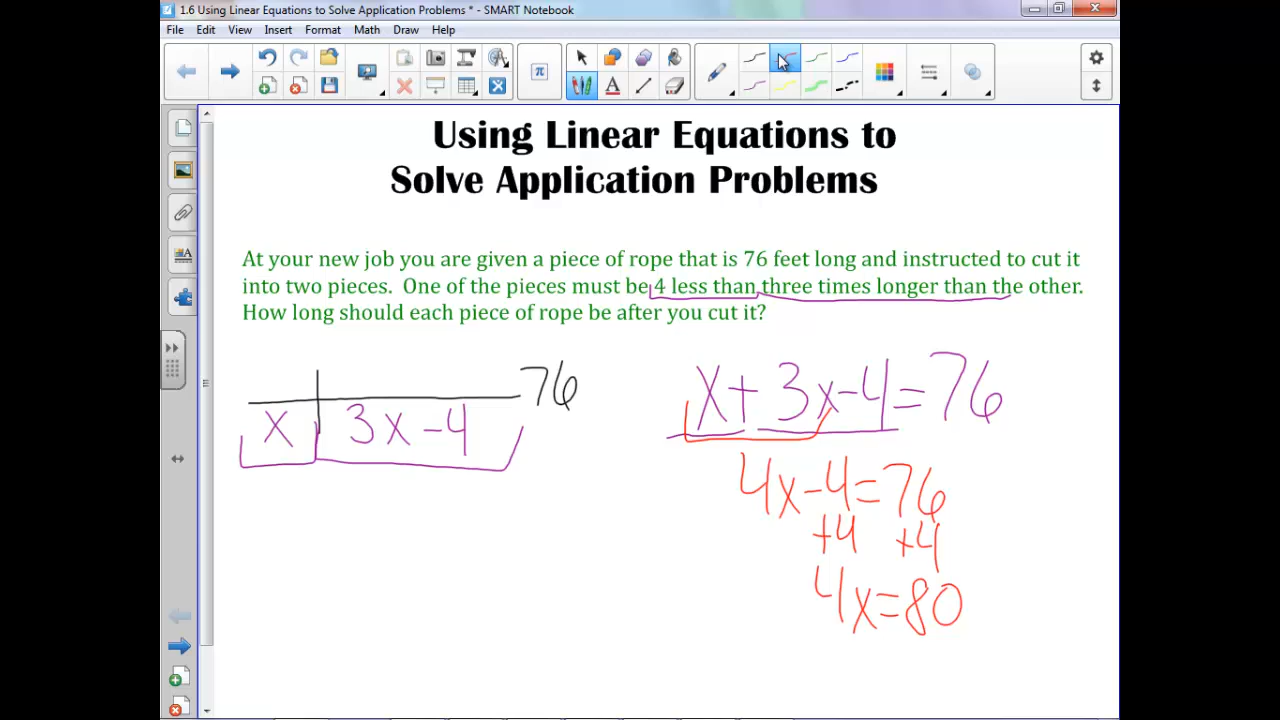 1.6 Using Linear Equations to Solve Application Problems * - SMART Notebook
File Edit View Insert Format Math Draw Help
π
A
A
Using Linear Equations to
Solve Application Problems
At your new job you are given a piece of rope that is 76 feet long and instructed to cut it
into two pieces. One of the pieces must be 4 less than three times longer than the other.
How long should each piece of rope be after you cut it?
76
x 3x-4
x+3x-4=76
4x-4=76
+4 +4
4x=80